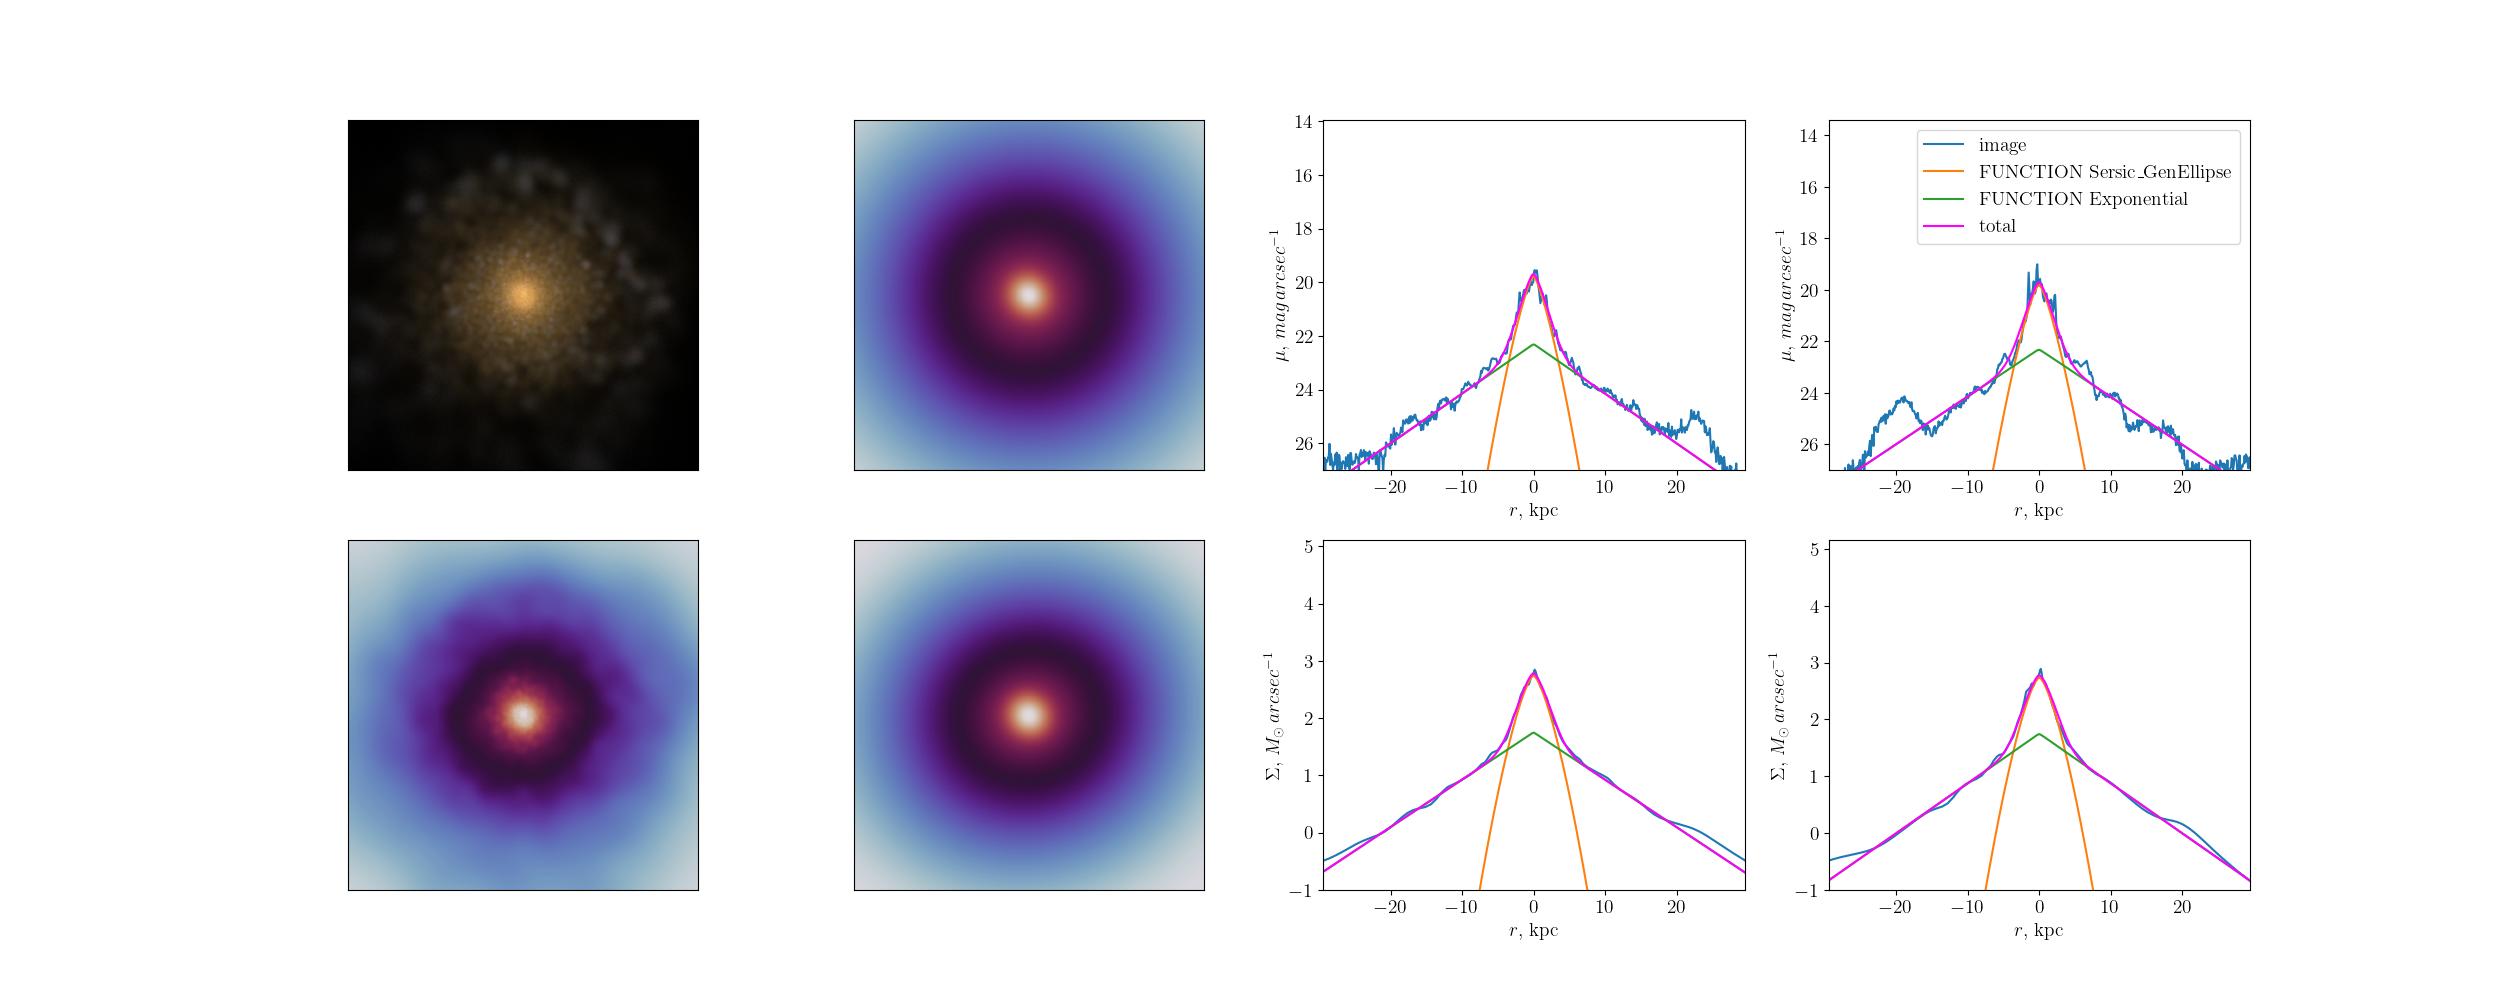 14
16
18
20
22
24
26
μ, mag arcsec⁻¹
−20 −10 0 10 20
r, kpc
14
16
18
20
22
24
26
μ, mag arcsec⁻¹
image
FUNCTION Sersic_GenEllipse
FUNCTION Exponential
total
−20 −10 0 10 20
r, kpc
5
4
3
2
1
0
−1
Σ, M⊙ arcsec⁻¹
−20 −10 0 10 20
r, kpc
5
4
3
2
1
0
−1
Σ, M⊙ arcsec⁻¹
−20 −10 0 10 20
r, kpc